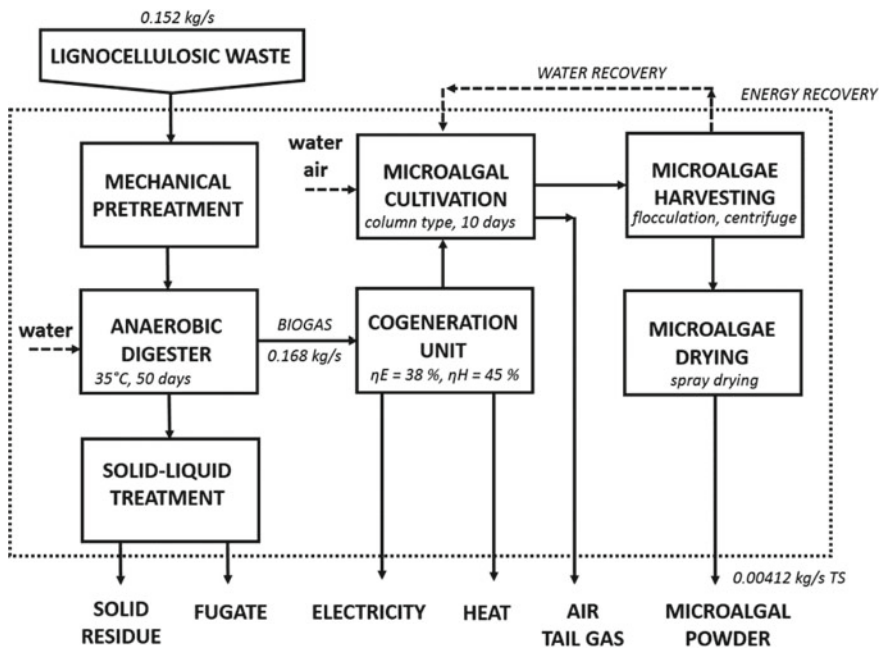 0.152 kg/s
LIGNOCELLULOSIC WASTE
WATER RECOVERY
ENERGY RECOVERY
MECHANICAL
PRETREATMENT
water
air
MICROALGAL
CULTIVATION
column type, 10 days
MICROALGAE
HARVESTING
flocculation, centrifuge
water
ANAEROBIC
DIGESTER
35°C, 50 days
BIOGAS
0.168 kg/s
COGENERATION
UNIT
ηE = 38 %, ηH = 45 %
MICROALGAE
DRYING
spray drying
SOLID-LIQUID
TREATMENT
0.00412 kg/s TS
SOLID
RESIDUE
FUGATE
ELECTRICITY
HEAT
AIR
TAIL GAS
MICROALGAL
POWDER